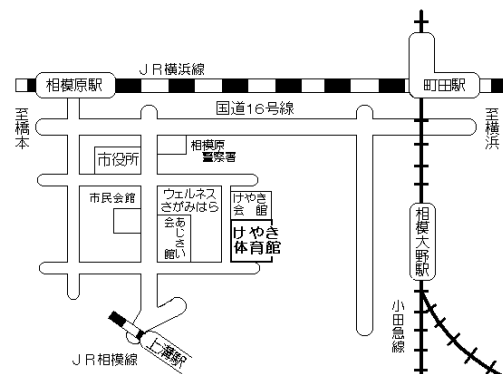 JR横浜線
相模原駅
町田駅
至橋本
国道16号線
至横浜
市役所
相模原
警察署
市民会館
ウェルネス
さがみはら
けやき
会館
あじさい
会館
けやき
体育館
相模大野駅
小田急線
上溝駅
JR相模線